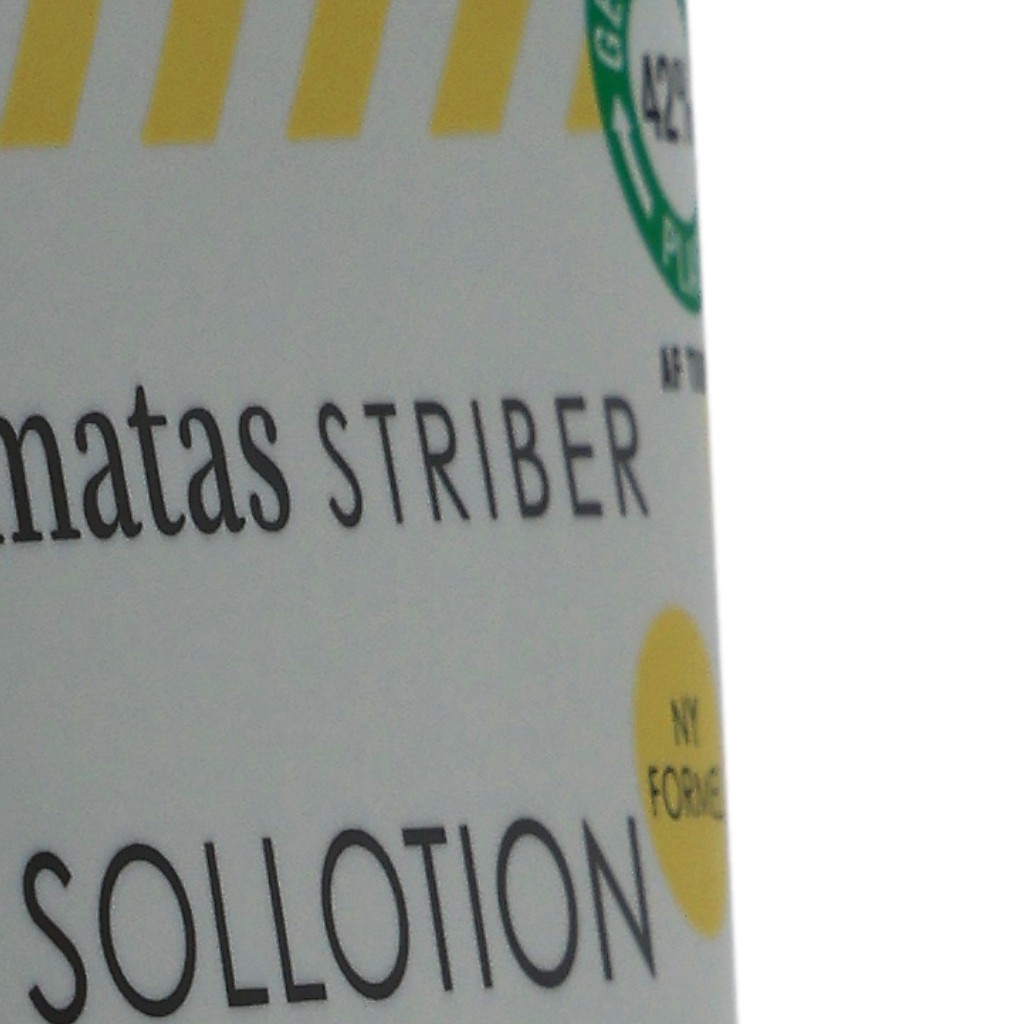 42%
matas STRIBER
NY
FORMEL
SOLLOTION